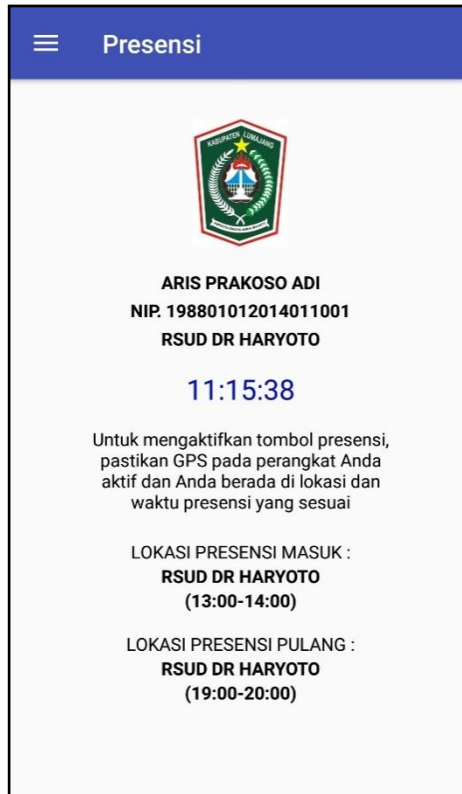 Presensi
KABUPATEN LUMAJANG
ARIS PRAKOSO ADI
NIP. 198801012014011001
RSUD DR HARYOTO
11:15:38
Untuk mengaktifkan tombol presensi,
pastikan GPS pada perangkat Anda
aktif dan Anda berada di lokasi dan
waktu presensi yang sesuai
LOKASI PRESENSI MASUK :
RSUD DR HARYOTO
(13:00-14:00)
LOKASI PRESENSI PULANG :
RSUD DR HARYOTO
(19:00-20:00)